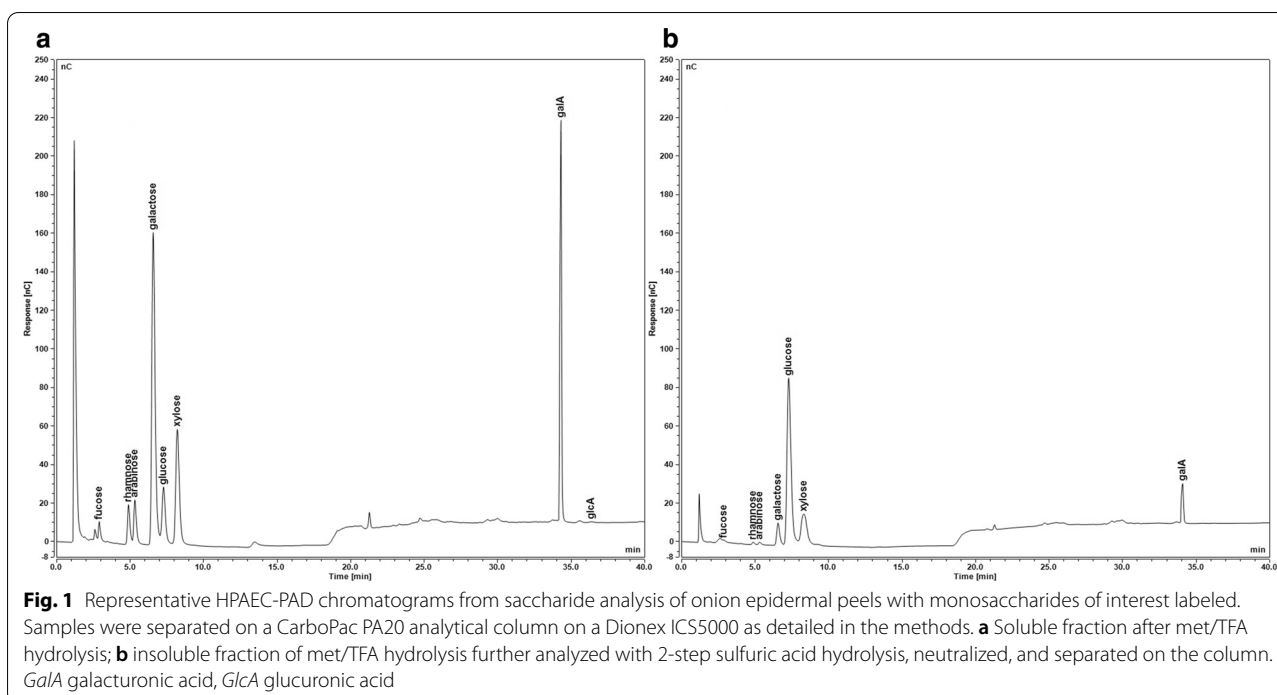 a
250
nC
240
220
200
180
160
140
120
100
80
60
40
20
0
-8
Response [nC]
fucose
rhamnose
arabinose
galactose
glucose
xylose
galA
glcA
min
0.0 5.0 10.0 15.0 20.0 25.0 30.0 35.0 40.0
Time [min]
b
250
nC
240
220
200
180
160
140
120
100
80
60
40
20
0
-8
Response [nC]
fucose
rhamnose
arabinose
galactose
glucose
xylose
galA
min
0.0 5.0 10.0 15.0 20.0 25.0 30.0 35.0 40.0
Time [min]
Fig. 1 Representative HPAEC-PAD chromatograms from saccharide analysis of onion epidermal peels with monosaccharides of interest labeled.
Samples were separated on a CarboPac PA20 analytical column on a Dionex ICS5000 as detailed in the methods. a Soluble fraction after met/TFA
hydrolysis; b insoluble fraction of met/TFA hydrolysis further analyzed with 2-step sulfuric acid hydrolysis, neutralized, and separated on the column.
GalA galacturonic acid, GlcA glucuronic acid